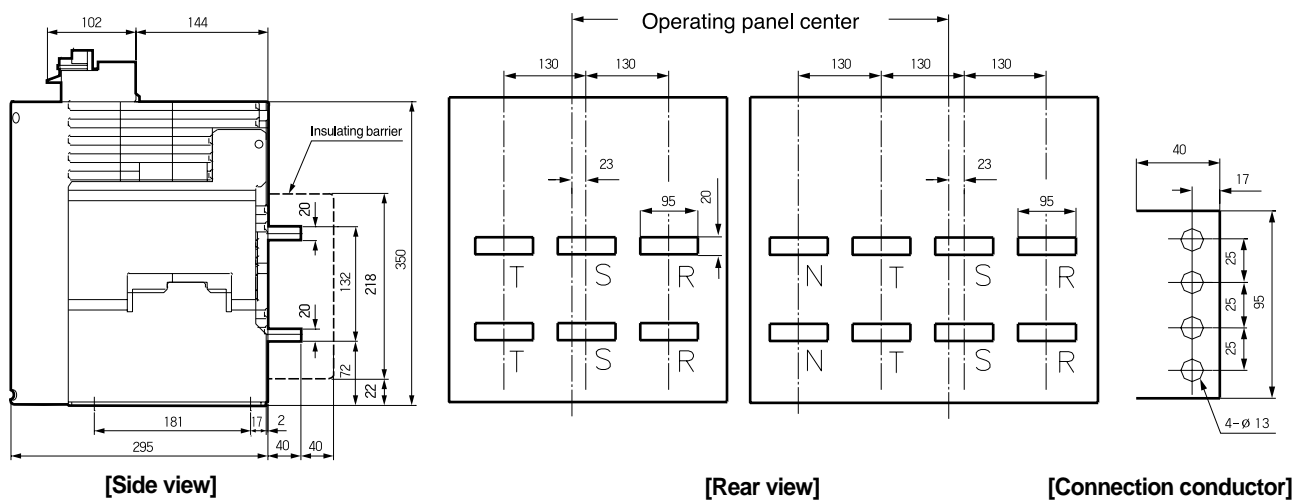 102
144
Insulating barrier
20
132
218
350
20
72
22
181
17
2
295
40
40
[Side view]
Operating panel center
130
130
130
130
130
23
23
20
95
95
T
S
R
N
T
S
R
T
S
R
N
T
S
R
[Rear view]
40
17
25
25
95
25
4-ø 13
[Connection conductor]